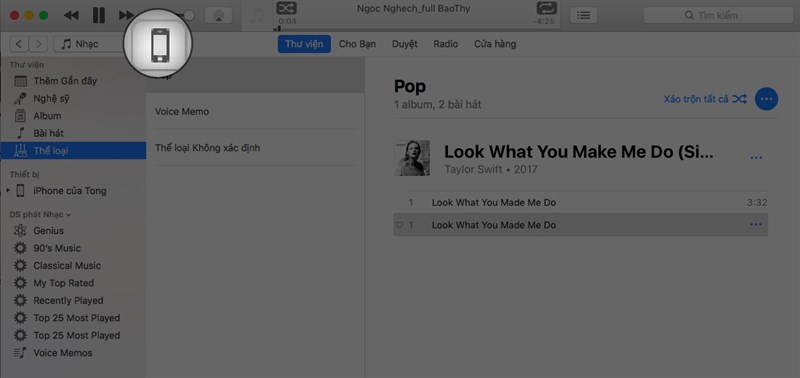 Ngoc Nghech_full BaoThy
0:04
-4:25
Tìm kiếm
Nhạc
Thư viện
Cho Bạn
Duyệt
Radio
Cửa hàng
Thư viện
Thêm Gần đây
Nghệ sỹ
Album
Bài hát
Thể loại
Thiết bị
iPhone của Tong
DS phát Nhạc
Genius
90's Music
Classical Music
My Top Rated
Recently Played
Top 25 Most Played
Top 25 Most Played
Voice Memos
Pop
Voice Memo
Thể loại Không xác định
Pop
1 album, 2 bài hát
Xáo trộn tất cả
Look What You Make Me Do (Si...
Taylor Swift • 2017
1 Look What You Made Me Do 3:32
1 Look What You Made Me Do